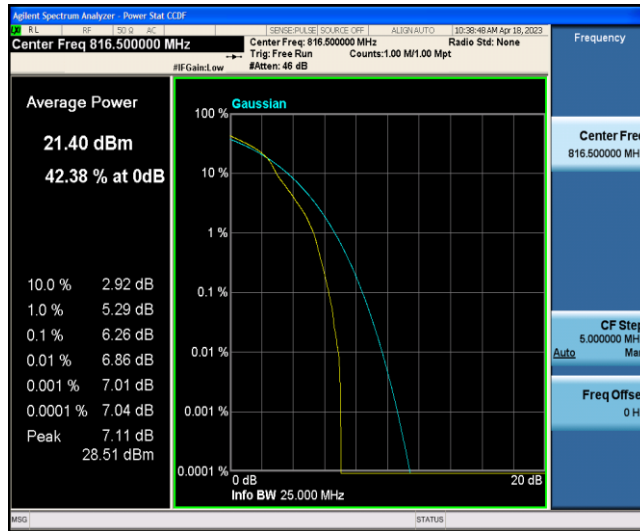 Agilent Spectrum Analyzer - Power Stat CCDF
RL RF 50 Ω AC SENSE:PULSE SOURCE OFF ALIGN AUTO 10:38:48 AM Apr 18, 2023
Center Freq 816.500000 MHz
Center Freq: 816.500000 MHz Radio Std: None
Trig: Free Run Counts:1.00 M/1.00 Mpt
#IFGain:Low #Atten: 46 dB
Frequency
Average Power
21.40 dBm
42.38 % at 0dB
10.0 % 2.92 dB
1.0 % 5.29 dB
0.1 % 6.26 dB
0.01 % 6.86 dB
0.001 % 7.01 dB
0.0001 % 7.04 dB
Peak 7.11 dB
28.51 dBm
Gaussian
100 %
10 %
1 %
0.1 %
0.01 %
0.001 %
0.0001 %
0 dB 20 dB
Info BW 25.000 MHz
Center Fre
816.500000 MH
CF Step
5.000000 MH
Auto Ma
Freq Offse
0 H
MSG STATUS